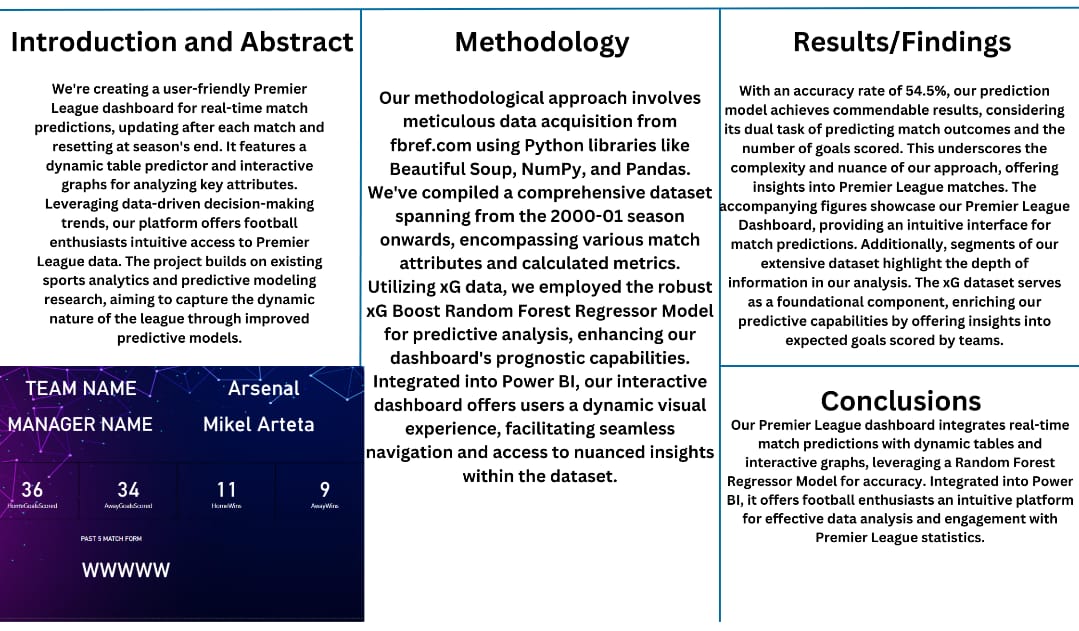 Introduction and Abstract
We're creating a user-friendly Premier
League dashboard for real-time match
predictions, updating after each match and
resetting at season's end. It features a
dynamic table predictor and interactive
graphs for analyzing key attributes.
Leveraging data-driven decision-making
trends, our platform offers football
enthusiasts intuitive access to Premier
League data. The project builds on existing
sports analytics and predictive modeling
research, aiming to capture the dynamic
nature of the league through improved
predictive models.
TEAM NAME
Arsenal
MANAGER NAME
Mikel Arteta
36
34
11
9
HomeGoalsScored
AwayGoalsScored
HomeWins
AwayWins
PAST 5 MATCH FORM
WWWWW
Methodology
Our methodological approach involves
meticulous data acquisition from
fbref.com using Python libraries like
Beautiful Soup, NumPy, and Pandas.
We've compiled a comprehensive dataset
spanning from the 2000-01 season
onwards, encompassing various match
attributes and calculated metrics.
Utilizing xG data, we employed the robust
xG Boost Random Forest Regressor Model
for predictive analysis, enhancing our
dashboard's prognostic capabilities.
Integrated into Power BI, our interactive
dashboard offers users a dynamic visual
experience, facilitating seamless
navigation and access to nuanced insights
within the dataset.
Results/Findings
With an accuracy rate of 54.5%, our prediction
model achieves commendable results, considering
its dual task of predicting match outcomes and the
number of goals scored. This underscores the
complexity and nuance of our approach, offering
insights into Premier League matches. The
accompanying figures showcase our Premier League
Dashboard, providing an intuitive interface for
match predictions. Additionally, segments of our
extensive dataset highlight the depth of
information in our analysis. The xG dataset serves
as a foundational component, enriching our
predictive capabilities by offering insights into
expected goals scored by teams.
Conclusions
Our Premier League dashboard integrates real-time
match predictions with dynamic tables and
interactive graphs, leveraging a Random Forest
Regressor Model for accuracy. Integrated into Power
BI, it offers football enthusiasts an intuitive platform
for effective data analysis and engagement with
Premier League statistics.